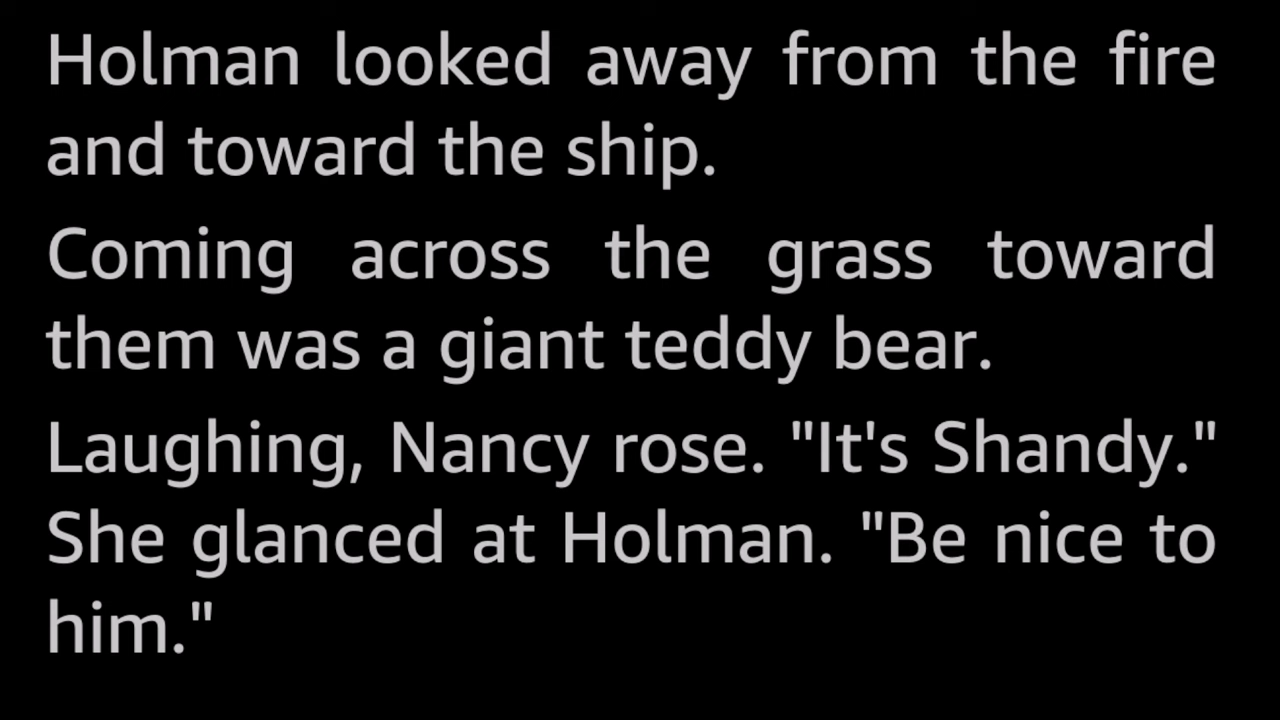 Holman looked away from the fire
and toward the ship.
Coming across the grass toward
them was a giant teddy bear.
Laughing, Nancy rose. "It's Shandy."
She glanced at Holman. "Be nice to
him."